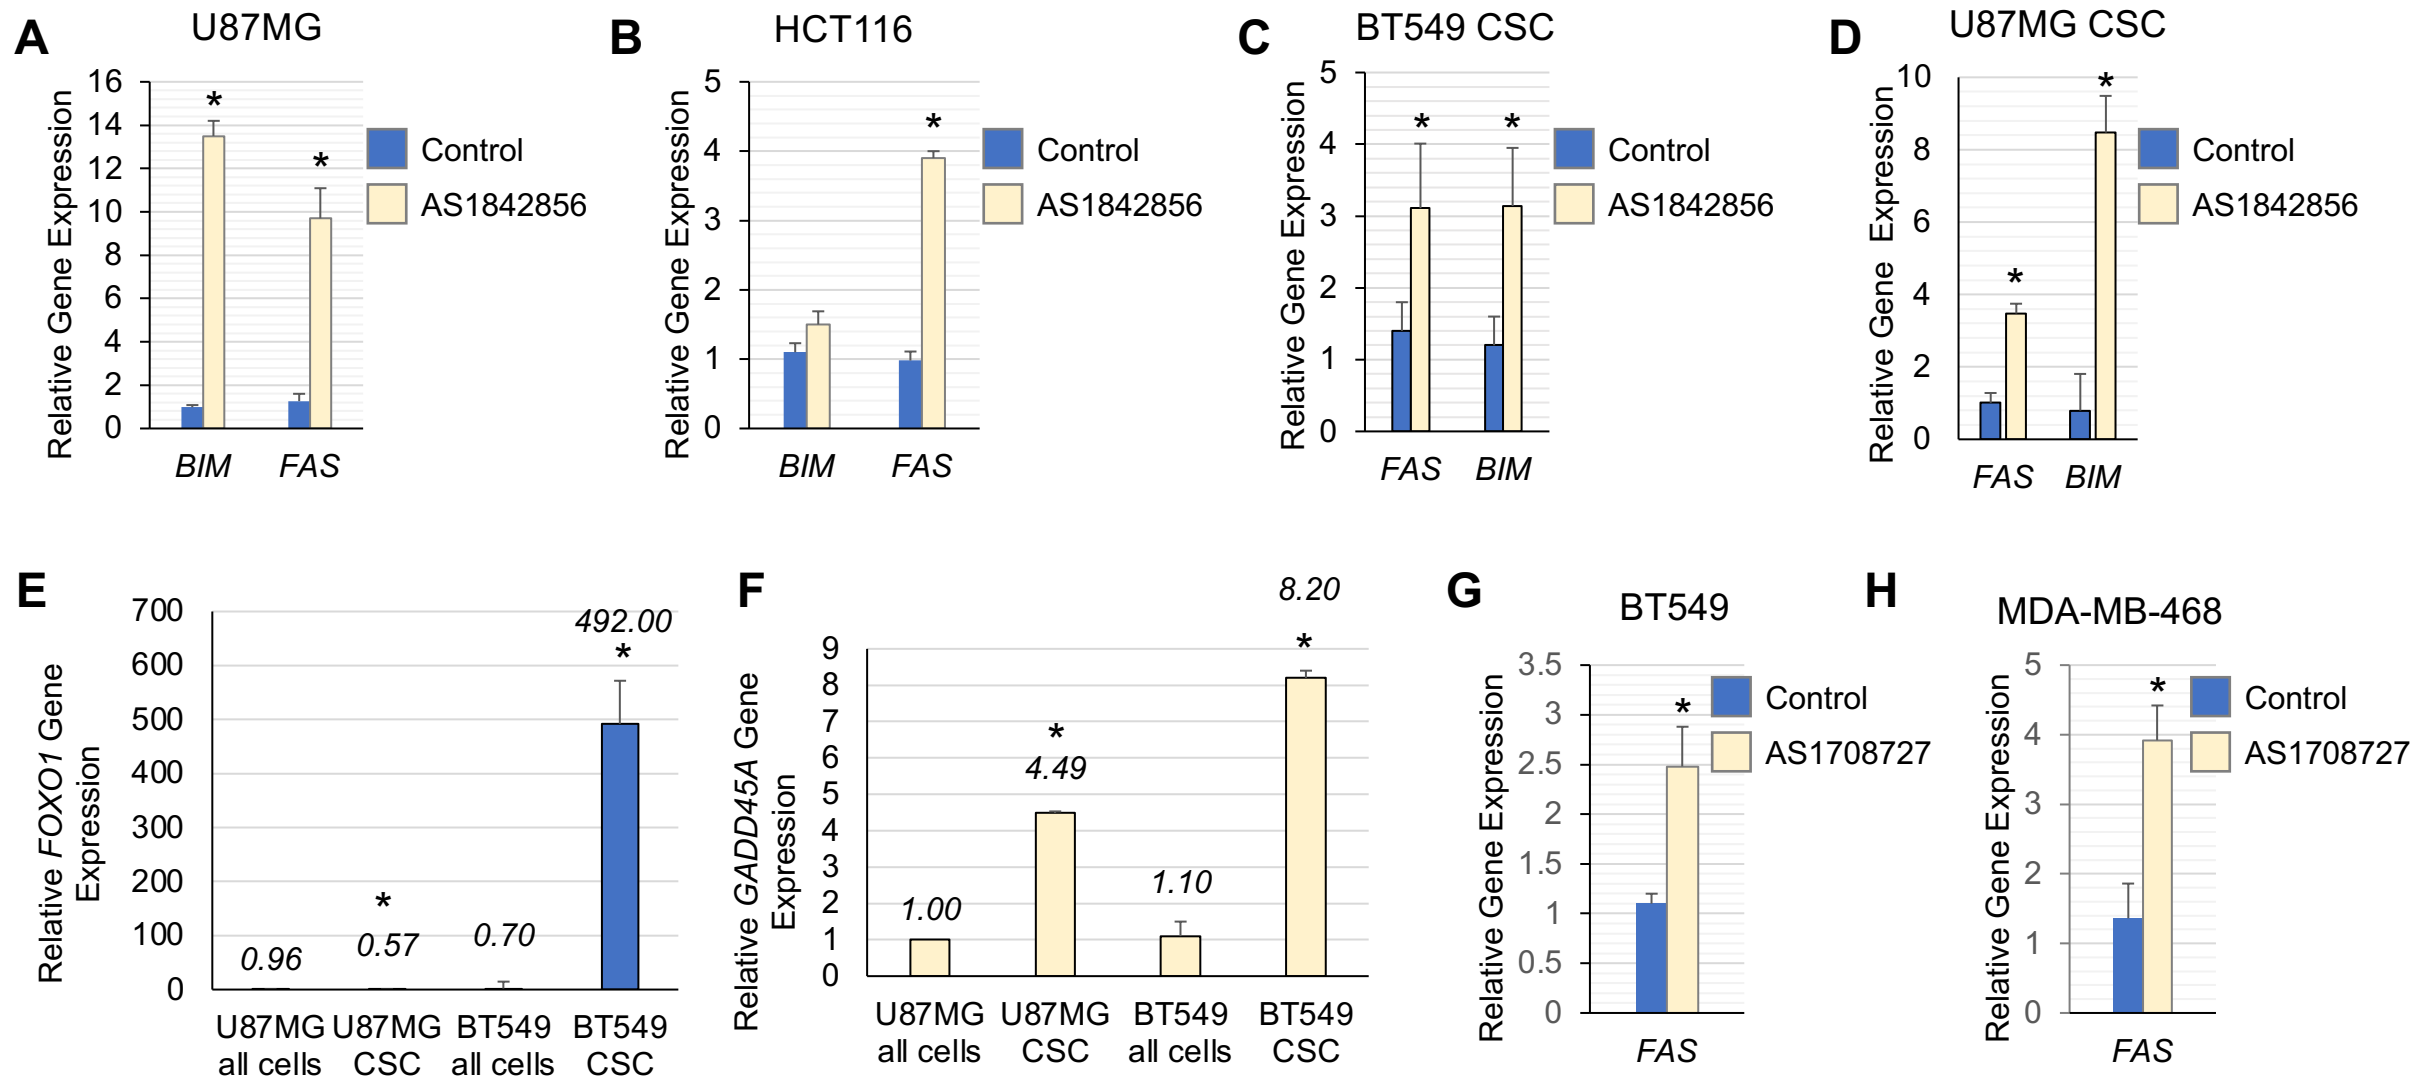 A
U87MG
Relative Gene Expression
16
14
12
10
8
6
4
2
0
*
*
BIM
FAS
Control
AS1842856
B
HCT116
Relative Gene Expression
5
4
3
2
1
0
*
BIM
FAS
Control
AS1842856
C
BT549 CSC
Relative Gene Expression
5
4
3
2
1
0
*
*
FAS
BIM
Control
AS1842856
D
U87MG CSC
Relative Gene Expression
10
8
6
4
2
0
*
*
FAS
BIM
Control
AS1842856
E
Relative FOXO1 Gene
Expression
700
600
500
400
300
200
100
0
0.96
*
0.57
0.70
492.00
*
U87MG
all cells
U87MG
CSC
BT549
all cells
BT549
CSC
F
Relative GADD45A Gene
Expression
9
8
7
6
5
4
3
2
1
0
1.00
*
4.49
1.10
8.20
*
U87MG
all cells
U87MG
CSC
BT549
all cells
BT549
CSC
G
BT549
Relative Gene Expression
3.5
3
2.5
2
1.5
1
0.5
0
*
FAS
Control
AS1708727
H
MDA-MB-468
Relative Gene Expression
5
4
3
2
1
0
*
FAS
Control
AS1708727